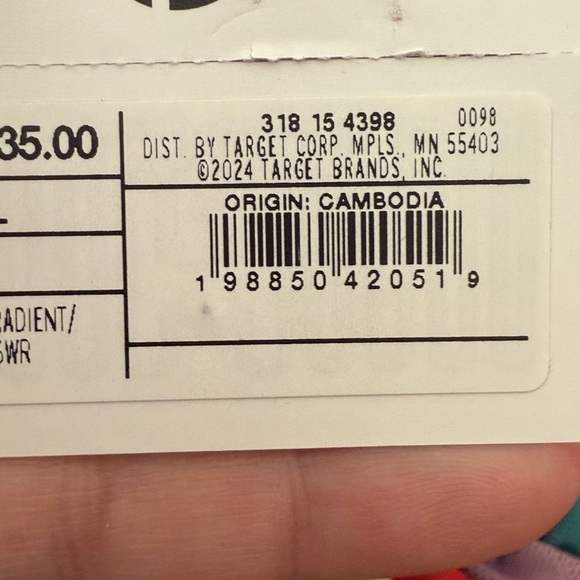 318 15 4398 0098
35.00
DIST. BY TARGET CORP. MPLS., MN 55403
©2024 TARGET BRANDS, INC.
ORIGIN: CAMBODIA
1 98850 42051 9
RADIENT/
SWR